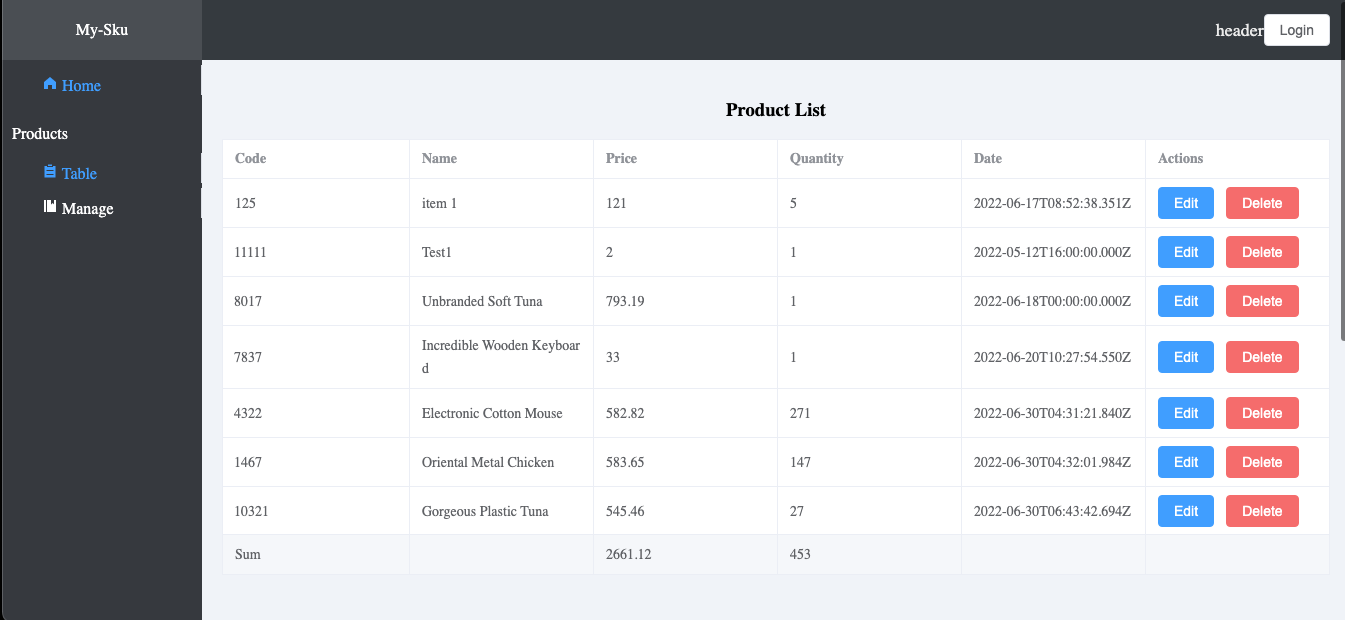 My-Sku
header Login
Home
Products
Table
Manage
Product List
Code Name Price Quantity Date Actions
125 item 1 121 5 2022-06-17T08:52:38.351Z Edit Delete
11111 Test1 2 1 2022-05-12T16:00:00.000Z Edit Delete
8017 Unbranded Soft Tuna 793.19 1 2022-06-18T00:00:00.000Z Edit Delete
7837 Incredible Wooden Keyboar 33 1 2022-06-20T10:27:54.550Z Edit Delete
d
4322 Electronic Cotton Mouse 582.82 271 2022-06-30T04:31:21.840Z Edit Delete
1467 Oriental Metal Chicken 583.65 147 2022-06-30T04:32:01.984Z Edit Delete
10321 Gorgeous Plastic Tuna 545.46 27 2022-06-30T06:43:42.694Z Edit Delete
Sum 2661.12 453